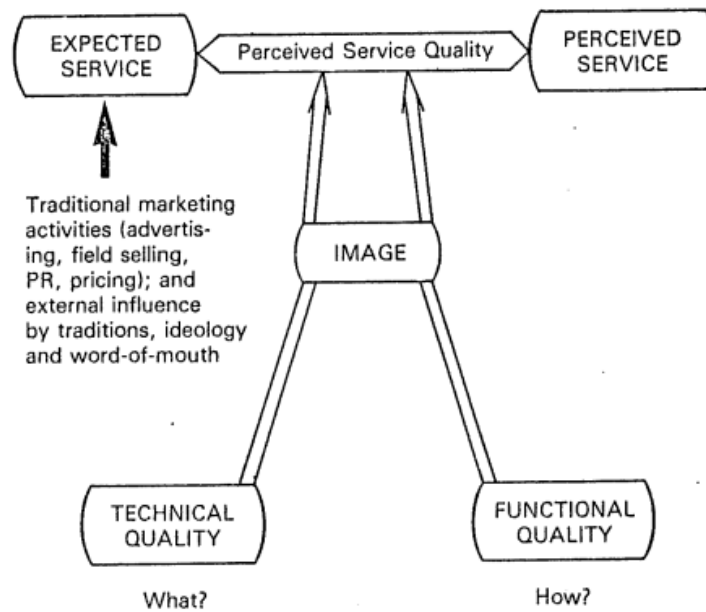 EXPECTED
SERVICE
Perceived Service Quality
PERCEIVED
SERVICE
Traditional marketing
activities (advertis-
ing, field selling,
PR, pricing); and
external influence
by traditions, ideology
and word-of-mouth
IMAGE
TECHNICAL
QUALITY
FUNCTIONAL
QUALITY
What?
How?